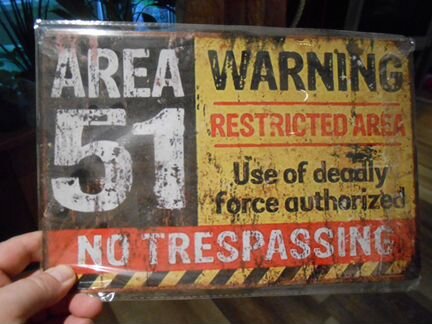 AREA
51
WARNING
RESTRICTED AREA
Use of deadly
force authorized
NO TRESPASSING